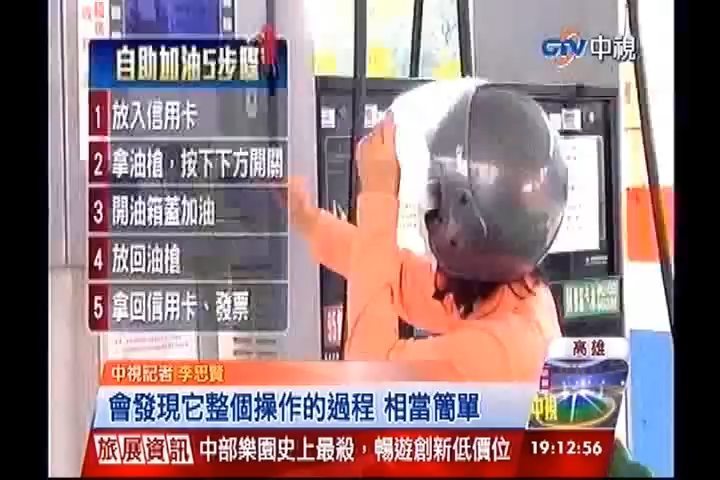 自助加油5步驟
CTV中視
1 放入信用卡
2 拿油槍，按下下方開關
3 開油箱蓋加油
4 放回油槍
5 拿回信用卡、發票
中視記者 李思賢
高雄
會發現它整個操作的過程 相當簡單
中視
旅展資訊 中部樂園史上最殺，暢遊創新低價位
19:12:56